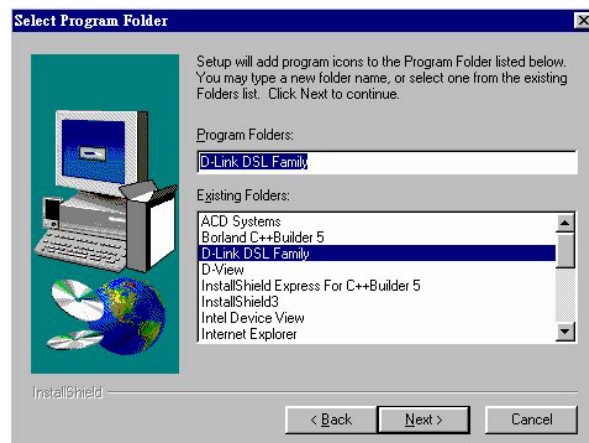 Select Program Folder
Setup will add program icons to the Program Folder listed below.
You may type a new folder name, or select one from the existing
Folders list. Click Next to continue.
Program Folders:
D-Link DSL Family
Existing Folders:
ACD Systems
Borland C++Builder 5
D-Link DSL Family
D-View
InstallShield Express For C++Builder 5
InstallShield3
Intel Device View
Internet Explorer
InstallShield
< Back
Next >
Cancel